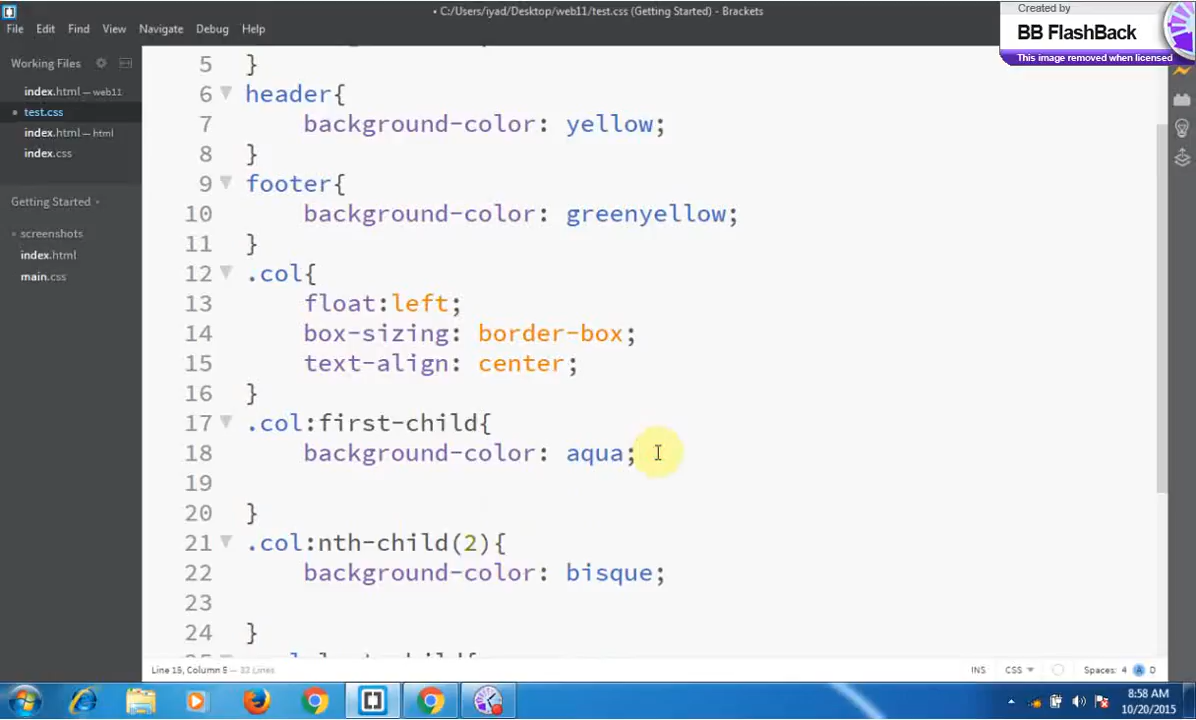 Created by
BB FlashBack
This image removed when licensed
• C:/Users/iyad/Desktop/web11/test.css (Getting Started) - Brackets
File Edit Find View Navigate Debug Help
Working Files
index.html — web11
test.css
index.html — html
index.css
Getting Started
screenshots
index.html
main.css
5 }
6 header{
7 background-color: yellow;
8 }
9 footer{
10 background-color: greenyellow;
11 }
12 .col{
13 float:left;
14 box-sizing: border-box;
15 text-align: center;
16 }
17 .col:first-child{
18 background-color: aqua;
19
20 }
21 .col:nth-child(2){
22 background-color: bisque;
23
24 }
Line 15, Column 5 — 32 Lines
INS CSS Spaces: 4
8:58 AM
10/20/2015